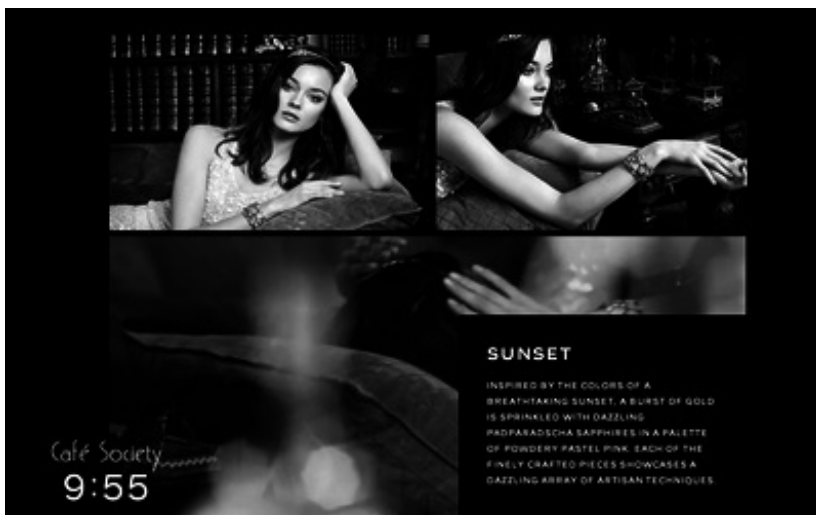 SUNSET
INSPIRED BY THE COLORS OF A
BREATHTAKING SUNSET, A BURST OF GOLD
IS SPRINKLED WITH DAZZLING
PADPARADSCHA SAPPHIRES IN A PALETTE
OF POWDERY PASTEL PINK. EACH OF THE
FINELY CRAFTED PIECES SHOWCASES A
DAZZLING ARRAY OF ARTISAN TECHNIQUES.
Café Society
9:55